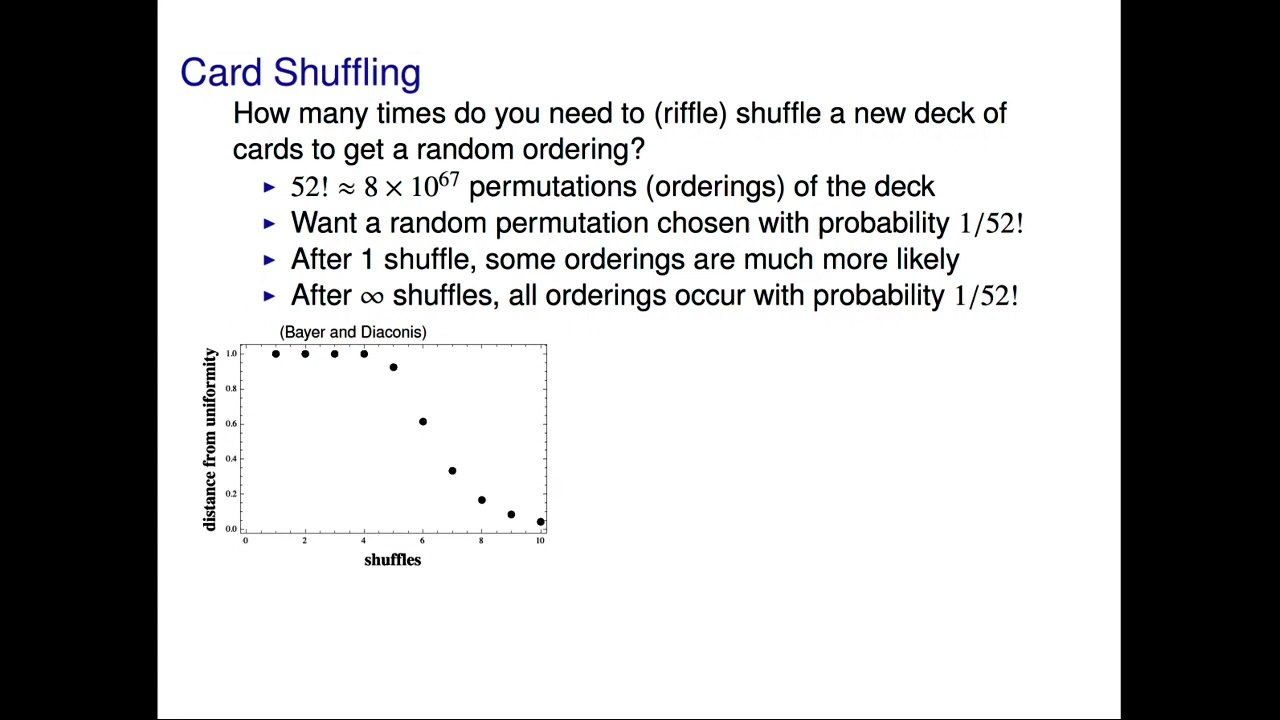 Card Shuffling
How many times do you need to (riffle) shuffle a new deck of
cards to get a random ordering?
▶ 52! ≈ 8 × 10^67 permutations (orderings) of the deck
▶ Want a random permutation chosen with probability 1/52!
▶ After 1 shuffle, some orderings are much more likely
▶ After ∞ shuffles, all orderings occur with probability 1/52!
(Bayer and Diaconis)
distance from uniformity
1.0
0.8
0.6
0.4
0.2
0.0
0 2 4 6 8 10
shuffles